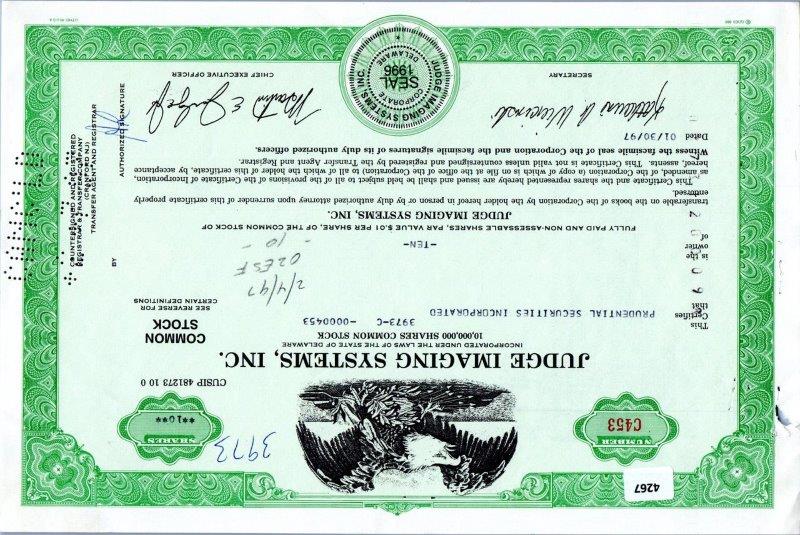 4267
NUMBER
C453
3973
SHARES
**10**
CUSIP 481273 10 0
JUDGE IMAGING SYSTEMS, INC.
INCORPORATED UNDER THE LAWS OF THE STATE OF DELAWARE
10,000,000 SHARES COMMON STOCK
COMMON
STOCK
SEE REVERSE FOR
CERTAIN DEFINITIONS
This
Certifies
that
3973-C -0000453
PRUDENTIAL SECURITIES INCORPORATED
2/4/97
02ESF
- 10 -
is the
owner
of
-TEN-
FULLY PAID AND NON-ASSESSABLE SHARES, PAR VALUE $.01 PER SHARE, OF THE COMMON STOCK OF
JUDGE IMAGING SYSTEMS, INC.
transferable on the books of the Corporation by the holder hereof in person or by duly authorized attorney upon surrender of this certificate properly
endorsed.
This Certificate and the shares represented hereby are issued and shall be held subject to all of the provisions of the Certificate of Incorporation,
as amended, of the Corporation (a copy of which is on file at the office of the Corporation) to all of which the holder of this certificate, by acceptance
hereof, assents. This Certificate is not valid unless countersigned and registered by the Transfer Agent and Registrar.
Witness the facsimile seal of the Corporation and the facsimile signatures of its duly authorized officers.
Dated 01/30/97
SECRETARY
JUDGE IMAGING SYSTEMS, INC.
CORPORATE
SEAL
1996
DELAWARE
CHIEF EXECUTIVE OFFICER
COUNTERSIGNED AND REGISTERED
REGISTRAR & TRANSFER COMPANY
(CRANFORD, NJ)
TRANSFER AGENT AND REGISTRAR
BY
AUTHORIZED SIGNATURE